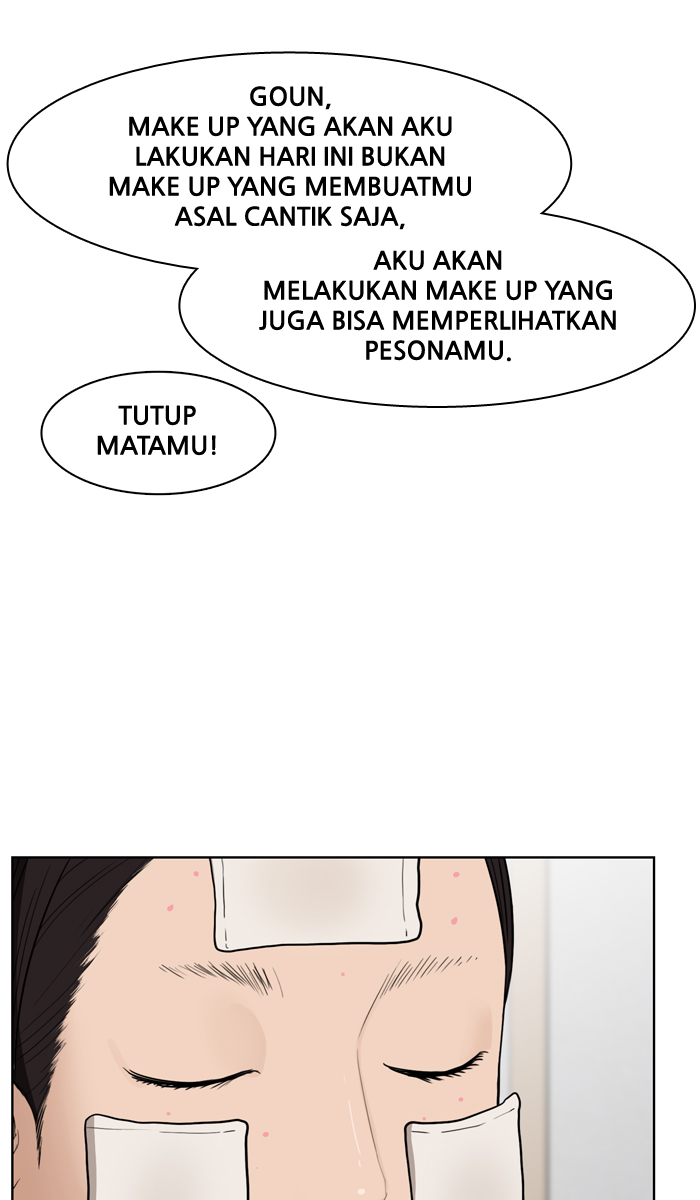 GOUN,
MAKE UP YANG AKAN AKU
LAKUKAN HARI INI BUKAN
MAKE UP YANG MEMBUATMU
ASAL CANTIK SAJA,
AKU AKAN
MELAKUKAN MAKE UP YANG
JUGA BISA MEMPERLIHATKAN
PESONAMU.
TUTUP
MATAMU!